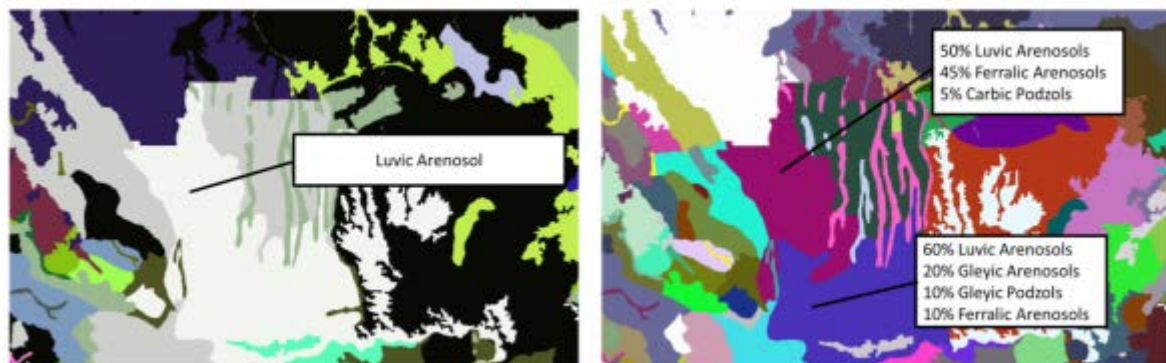 Luvic Arenosol
50% Luvic Arenosols
45% Ferralic Arenosols
5% Carbic Podzols
60% Luvic Arenosols
20% Gleyic Arenosols
10% Gleyic Podzols
10% Ferralic Arenosols